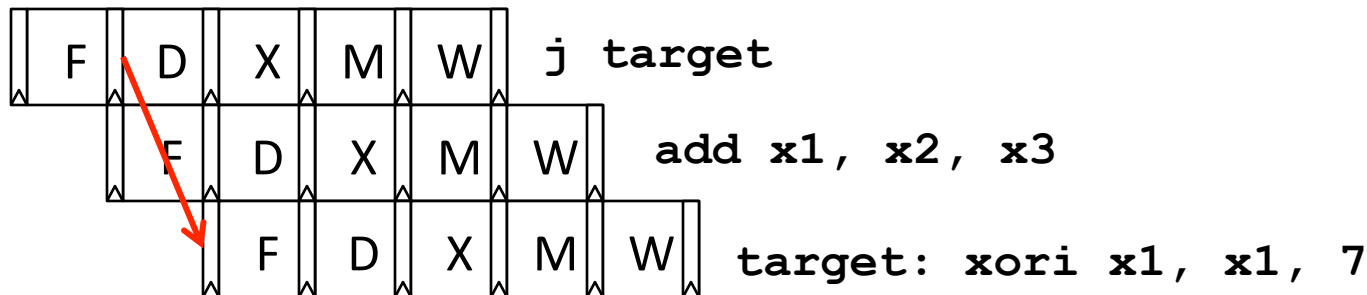 F D X M W j target
F D X M W add x1, x2, x3
F D X M W target: xori x1, x1, 7